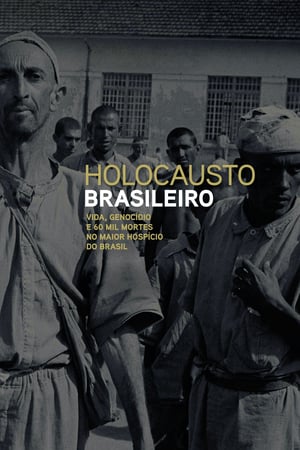 HOLOCAUSTO
BRASILEIRO
VIDA, GENOCÍDIO
E 60 MIL MORTES
NO MAIOR HOSPÍCIO
DO BRASIL